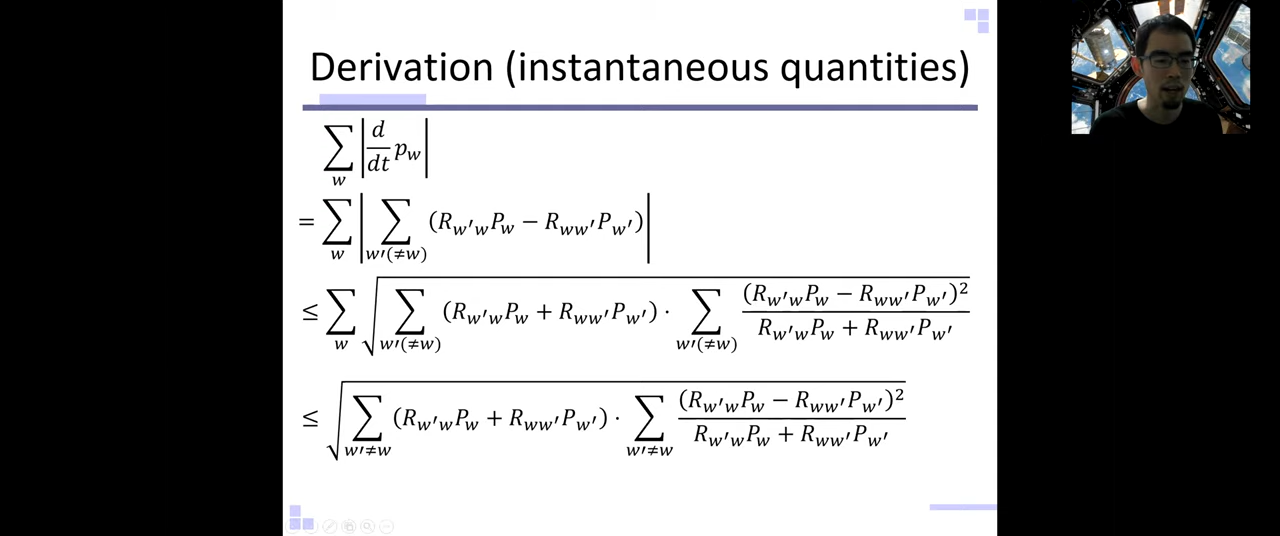 Derivation (instantaneous quantities)
∑_w |d/dt p_w|
= ∑_w |∑_{w′(≠w)} (R_{w′w}P_w − R_{ww′}P_{w′})|
≤ ∑_w √(∑_{w′(≠w)} (R_{w′w}P_w + R_{ww′}P_{w′}) · ∑_{w′(≠w)} (R_{w′w}P_w − R_{ww′}P_{w′})² / (R_{w′w}P_w + R_{ww′}P_{w′}))
≤ √(∑_{w′≠w} (R_{w′w}P_w + R_{ww′}P_{w′}) · ∑_{w′≠w} (R_{w′w}P_w − R_{ww′}P_{w′})² / (R_{w′w}P_w + R_{ww′}P_{w′}))